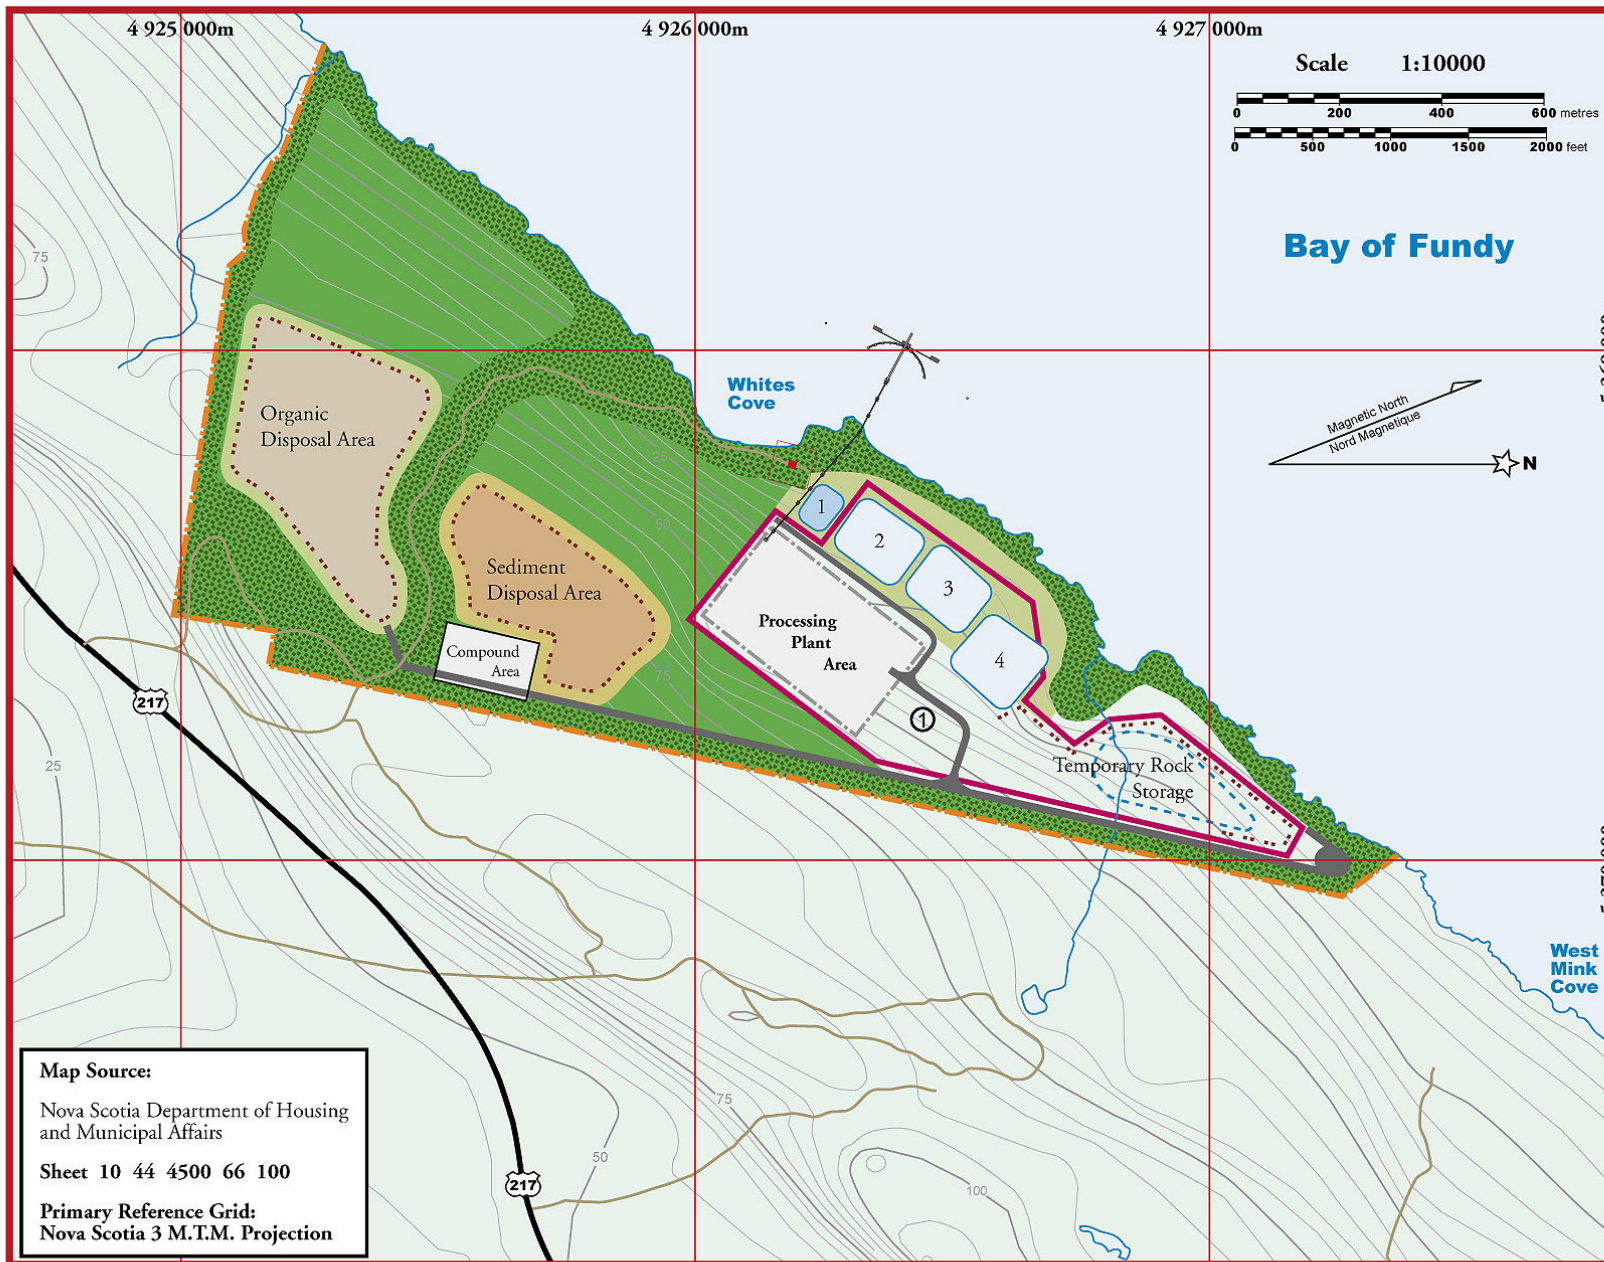 4 925 000m
4 926 000m
4 927 000m
Scale 1:10000
0 200 400 600 metres
0 500 1000 1500 2000 feet
Bay of Fundy
75
Whites
Cove
Magnetic North
Nord Magnetique
N
Organic
Disposal Area
25
50
75
Sediment
Disposal Area
Compound
Area
Processing
Plant
Area
1
2
3
4
1
Temporary Rock
Storage
217
25
West
Mink
Cove
75
50
100
217
Map Source:
Nova Scotia Department of Housing
and Municipal Affairs
Sheet 10 44 4500 66 100
Primary Reference Grid:
Nova Scotia 3 M.T.M. Projection